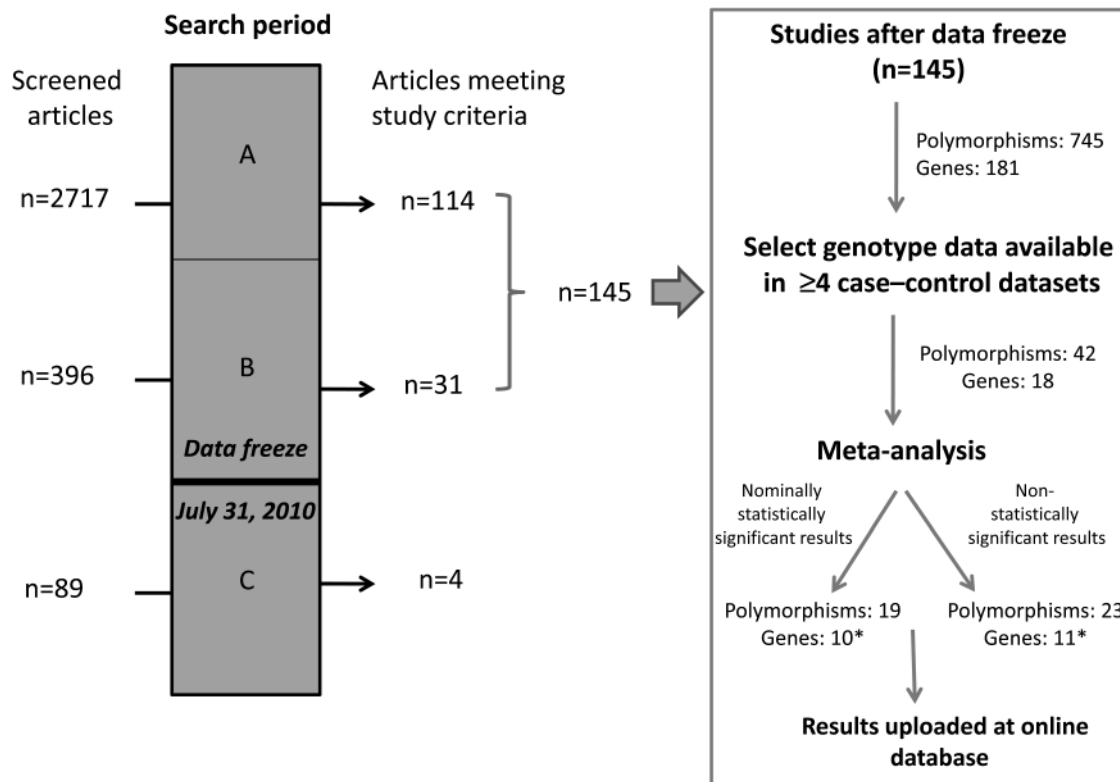 Search period
Screened
articles
Articles meeting
study criteria
A
n=2717
n=114
n=145
B
n=396
n=31
Data freeze
July 31, 2010
C
n=89
n=4
Studies after data freeze
(n=145)
Polymorphisms: 745
Genes: 181
Select genotype data available
in ≥4 case–control datasets
Polymorphisms: 42
Genes: 18
Meta-analysis
Nominally
statistically
significant results
Non-
statistically
significant results
Polymorphisms: 19
Genes: 10*
Polymorphisms: 23
Genes: 11*
Results uploaded at online
database